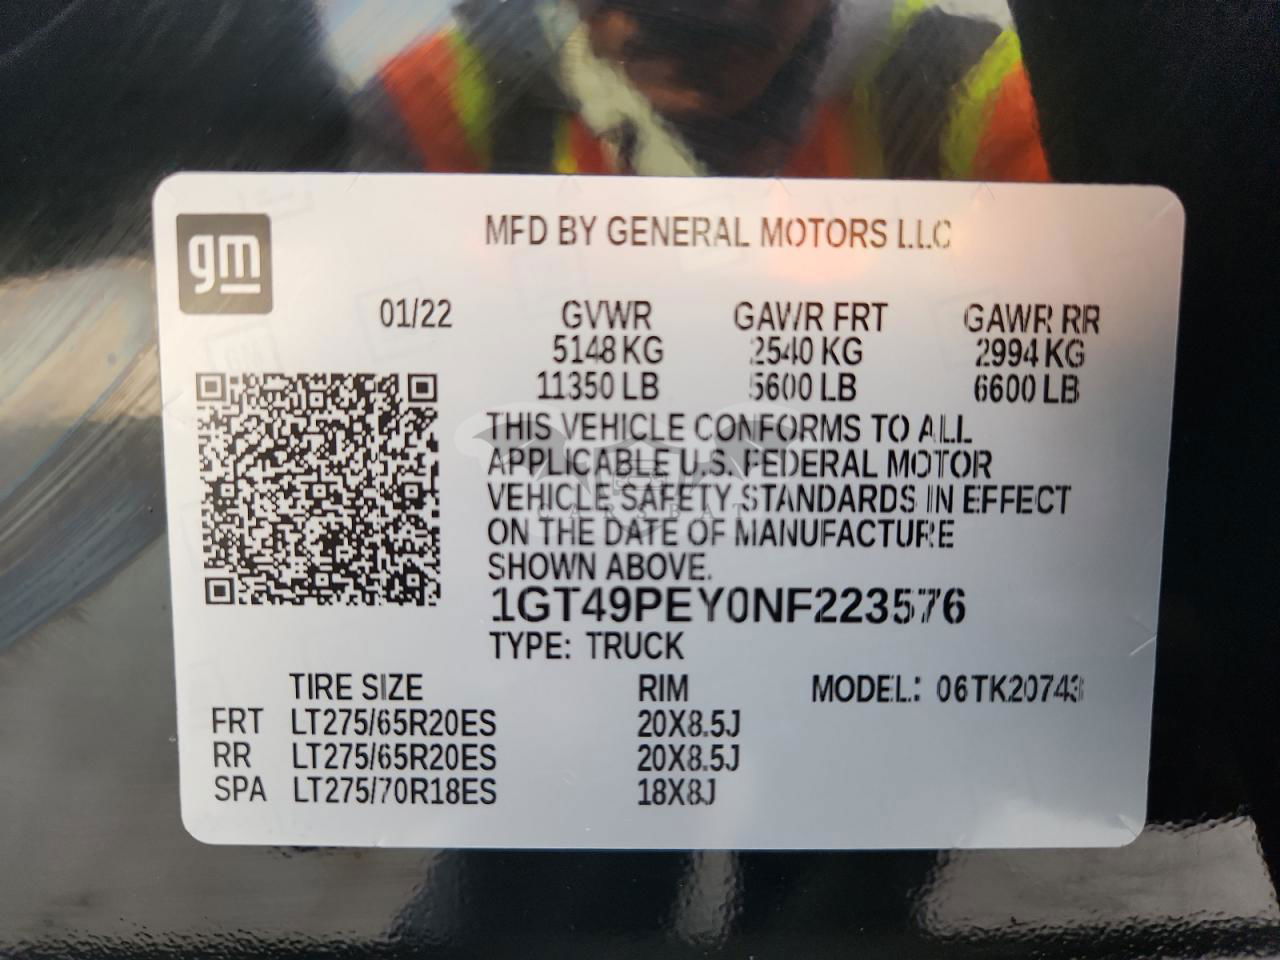 gm
MFD BY GENERAL MOTORS LLC
01/22 GVWR GAWR FRT GAWR RR
5148 KG 2540 KG 2994 KG
11350 LB 5600 LB 6600 LB
THIS VEHICLE CONFORMS TO ALL
APPLICABLE U.S. FEDERAL MOTOR
VEHICLE SAFETY STANDARDS IN EFFECT
ON THE DATE OF MANUFACTURE
SHOWN ABOVE.
1GT49PEY0NF223576
TYPE: TRUCK
TIRE SIZE RIM MODEL: 06TK20743
FRT LT275/65R20ES 20X8.5J
RR LT275/65R20ES 20X8.5J
SPA LT275/70R18ES 18X8J